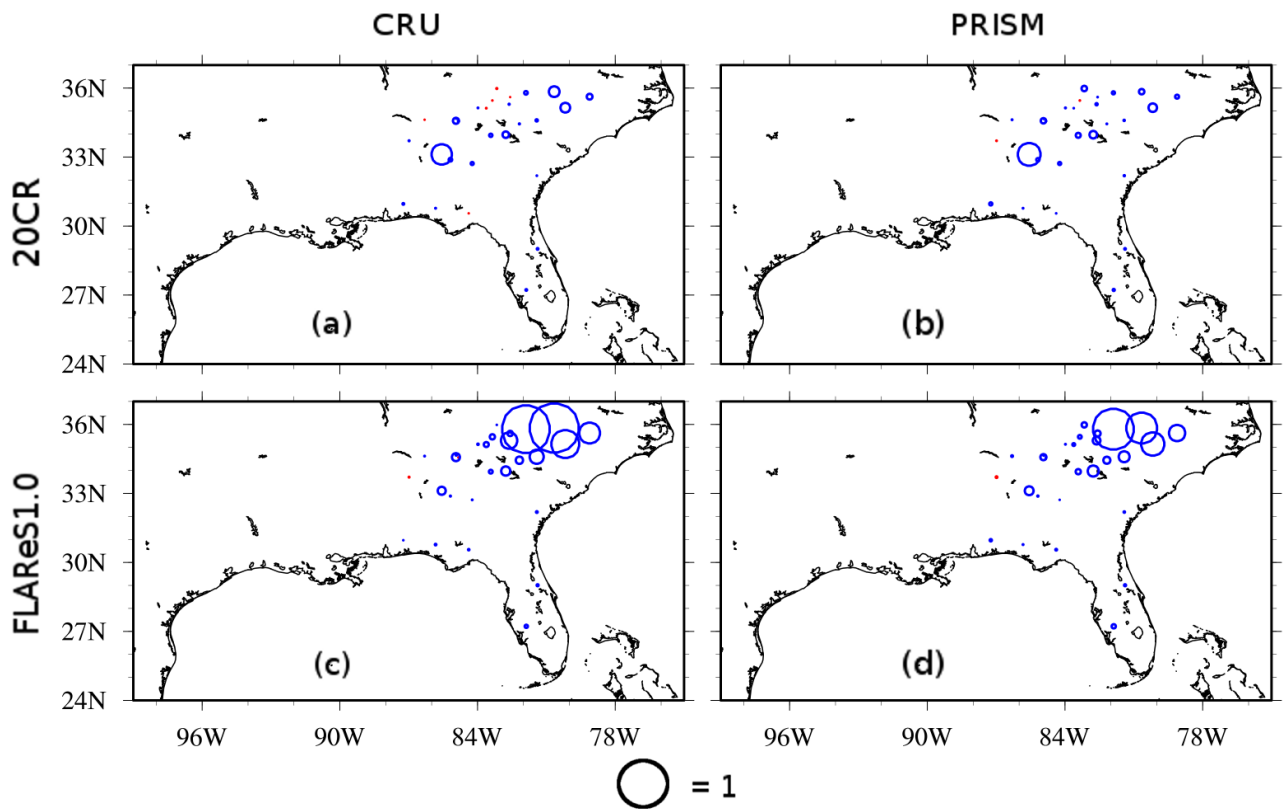 CRU PRISM
20CR
36N
33N
30N
27N
24N
(a) (b)
FLAReS1.0
36N
33N
30N
27N
24N
(c) (d)
96W 90W 84W 78W 96W 90W 84W 78W
= 1